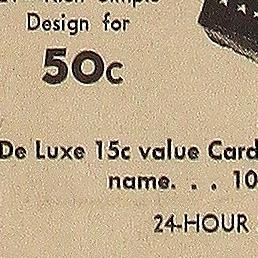 Design for
50c
De Luxe 15c value Card
name. . . 10
24-HOUR